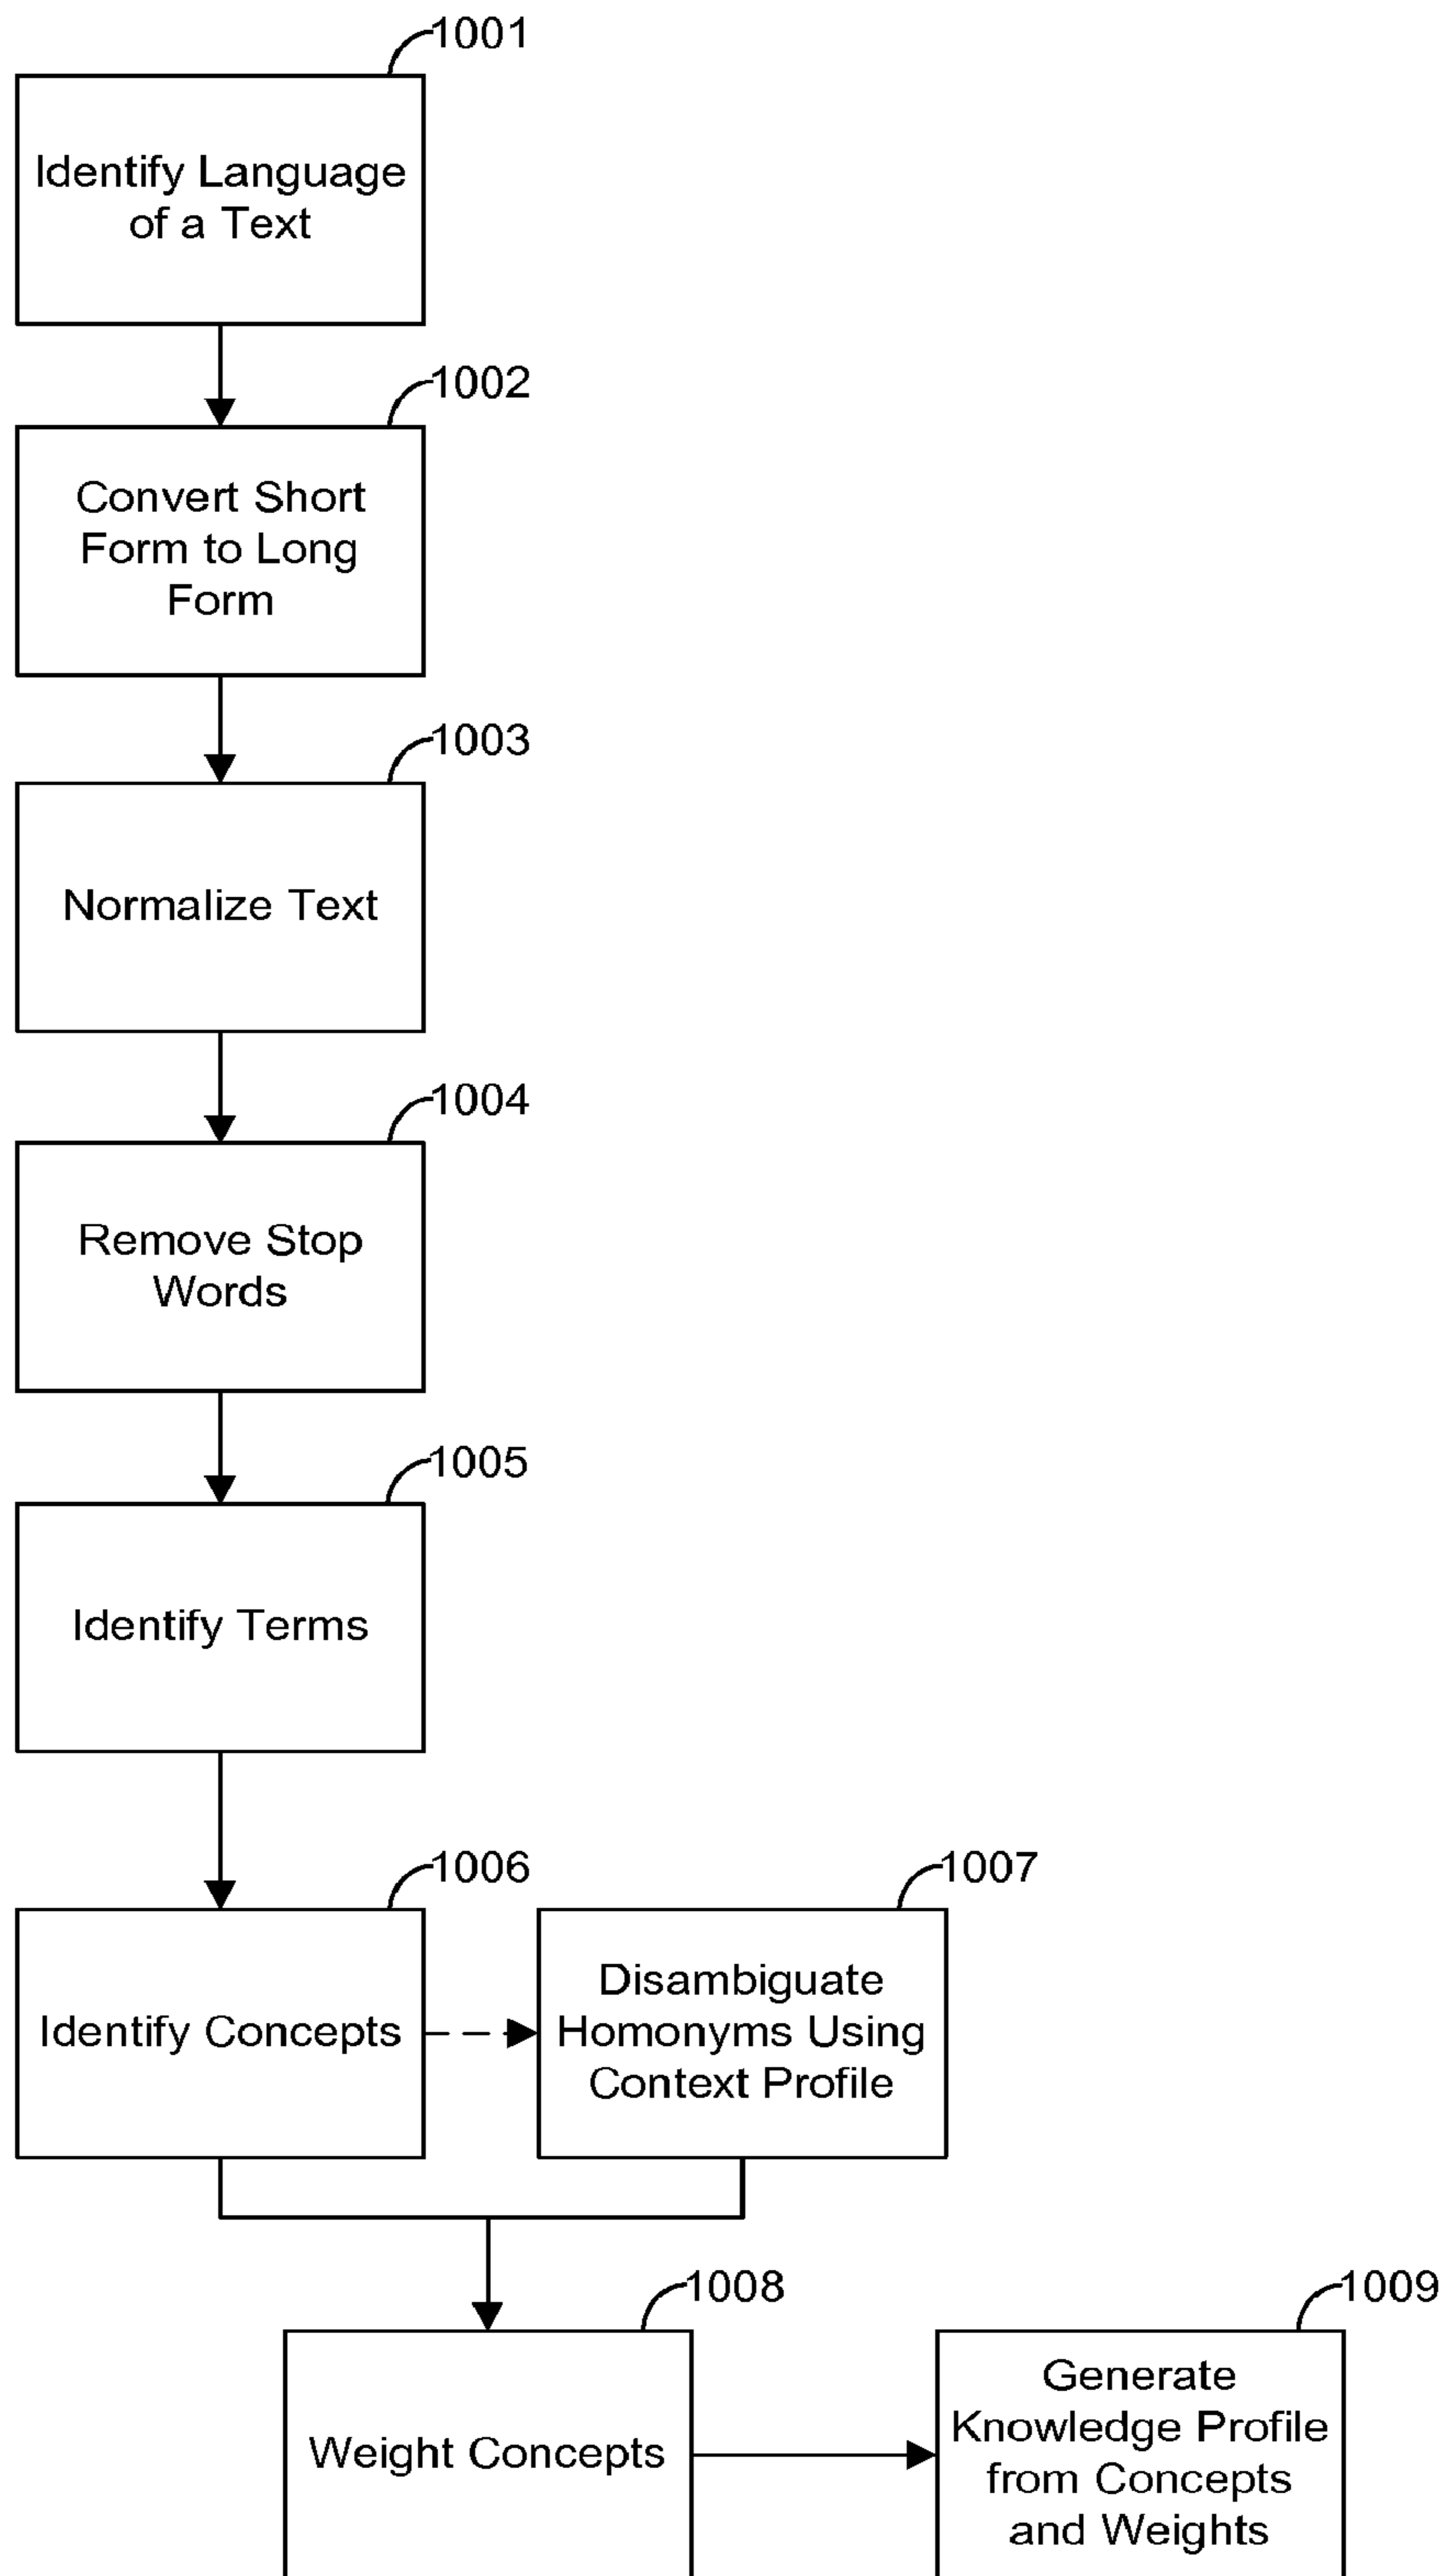 1001
Identify Language
of a Text
1002
Convert Short
Form to Long
Form
1003
Normalize Text
1004
Remove Stop
Words
1005
Identify Terms
1006
Identify Concepts
1007
Disambiguate
Homonyms Using
Context Profile
1008
Weight Concepts
1009
Generate
Knowledge Profile
from Concepts
and Weights